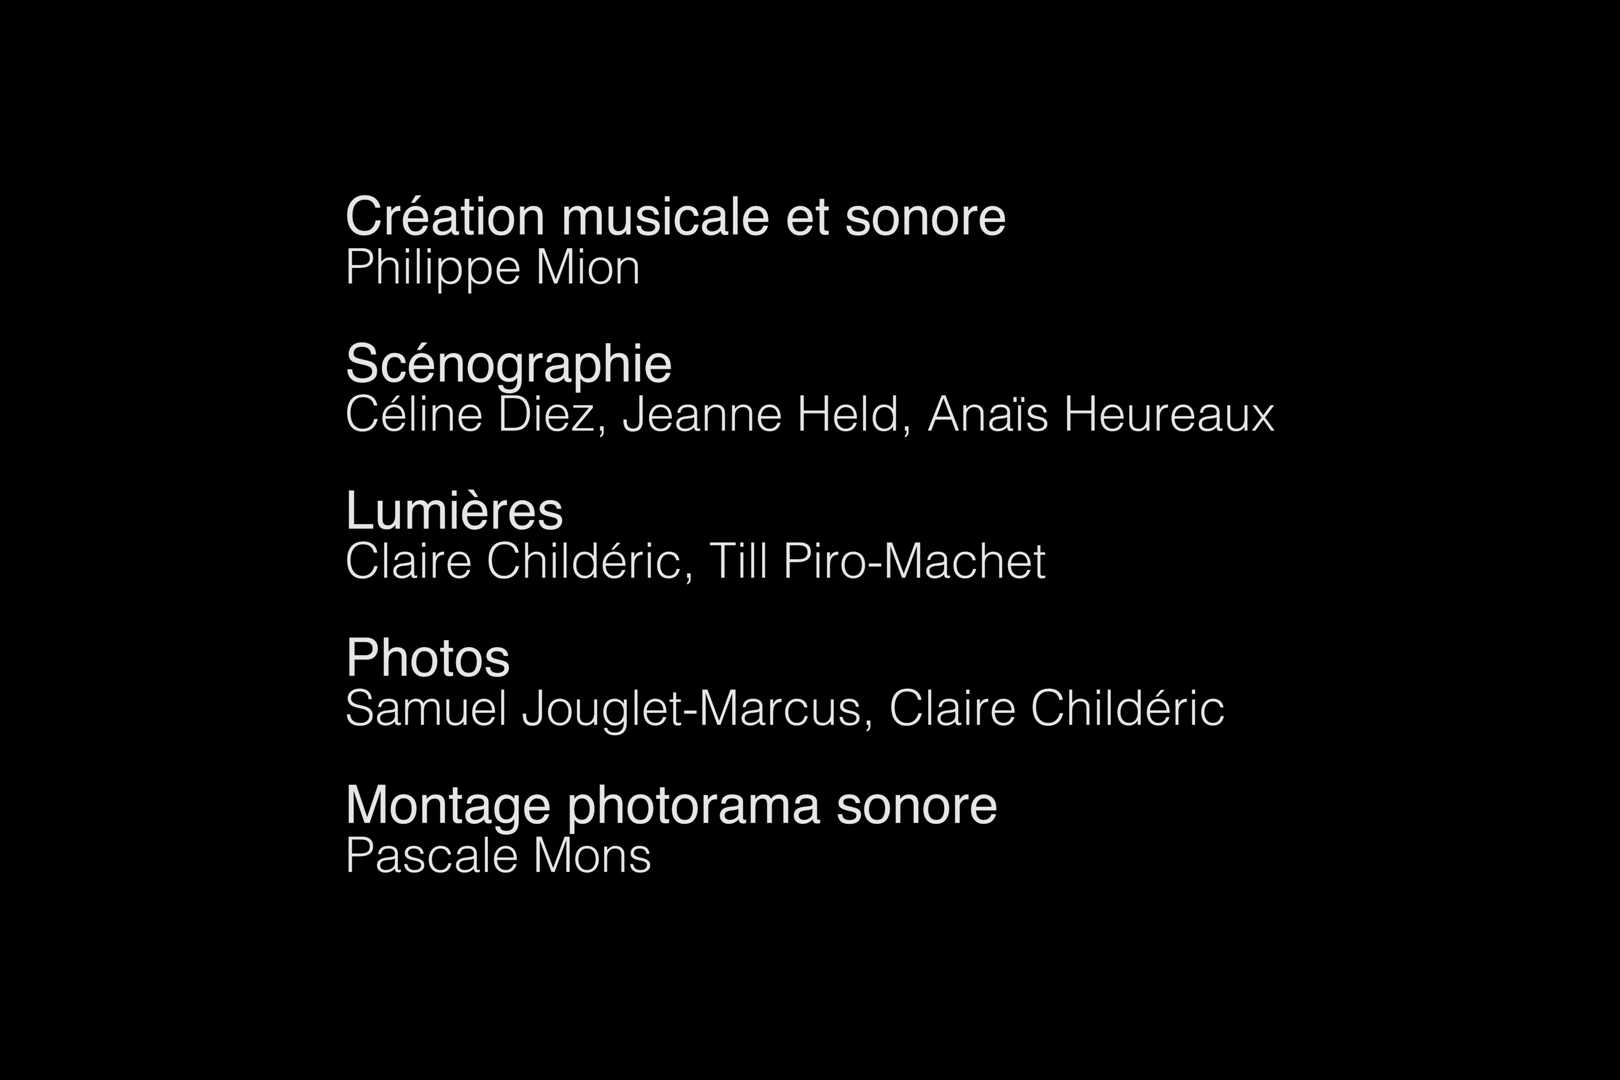 Création musicale et sonore
Philippe Mion
Scénographie
Céline Diez, Jeanne Held, Anaïs Heureaux
Lumières
Claire Childéric, Till Piro-Machet
Photos
Samuel Jouglet-Marcus, Claire Childéric
Montage photorama sonore
Pascale Mons